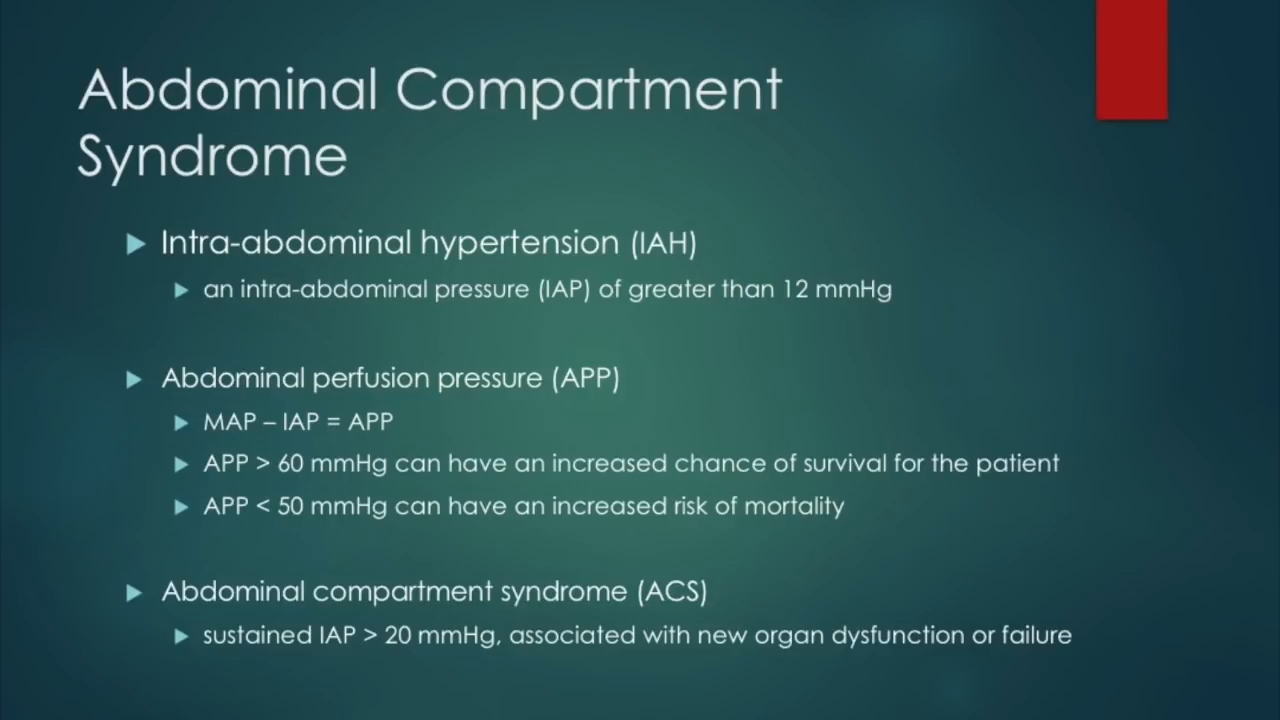 Abdominal Compartment
Syndrome
Intra-abdominal hypertension (IAH)
an intra-abdominal pressure (IAP) of greater than 12 mmHg
Abdominal perfusion pressure (APP)
MAP – IAP = APP
APP > 60 mmHg can have an increased chance of survival for the patient
APP < 50 mmHg can have an increased risk of mortality
Abdominal compartment syndrome (ACS)
sustained IAP > 20 mmHg, associated with new organ dysfunction or failure